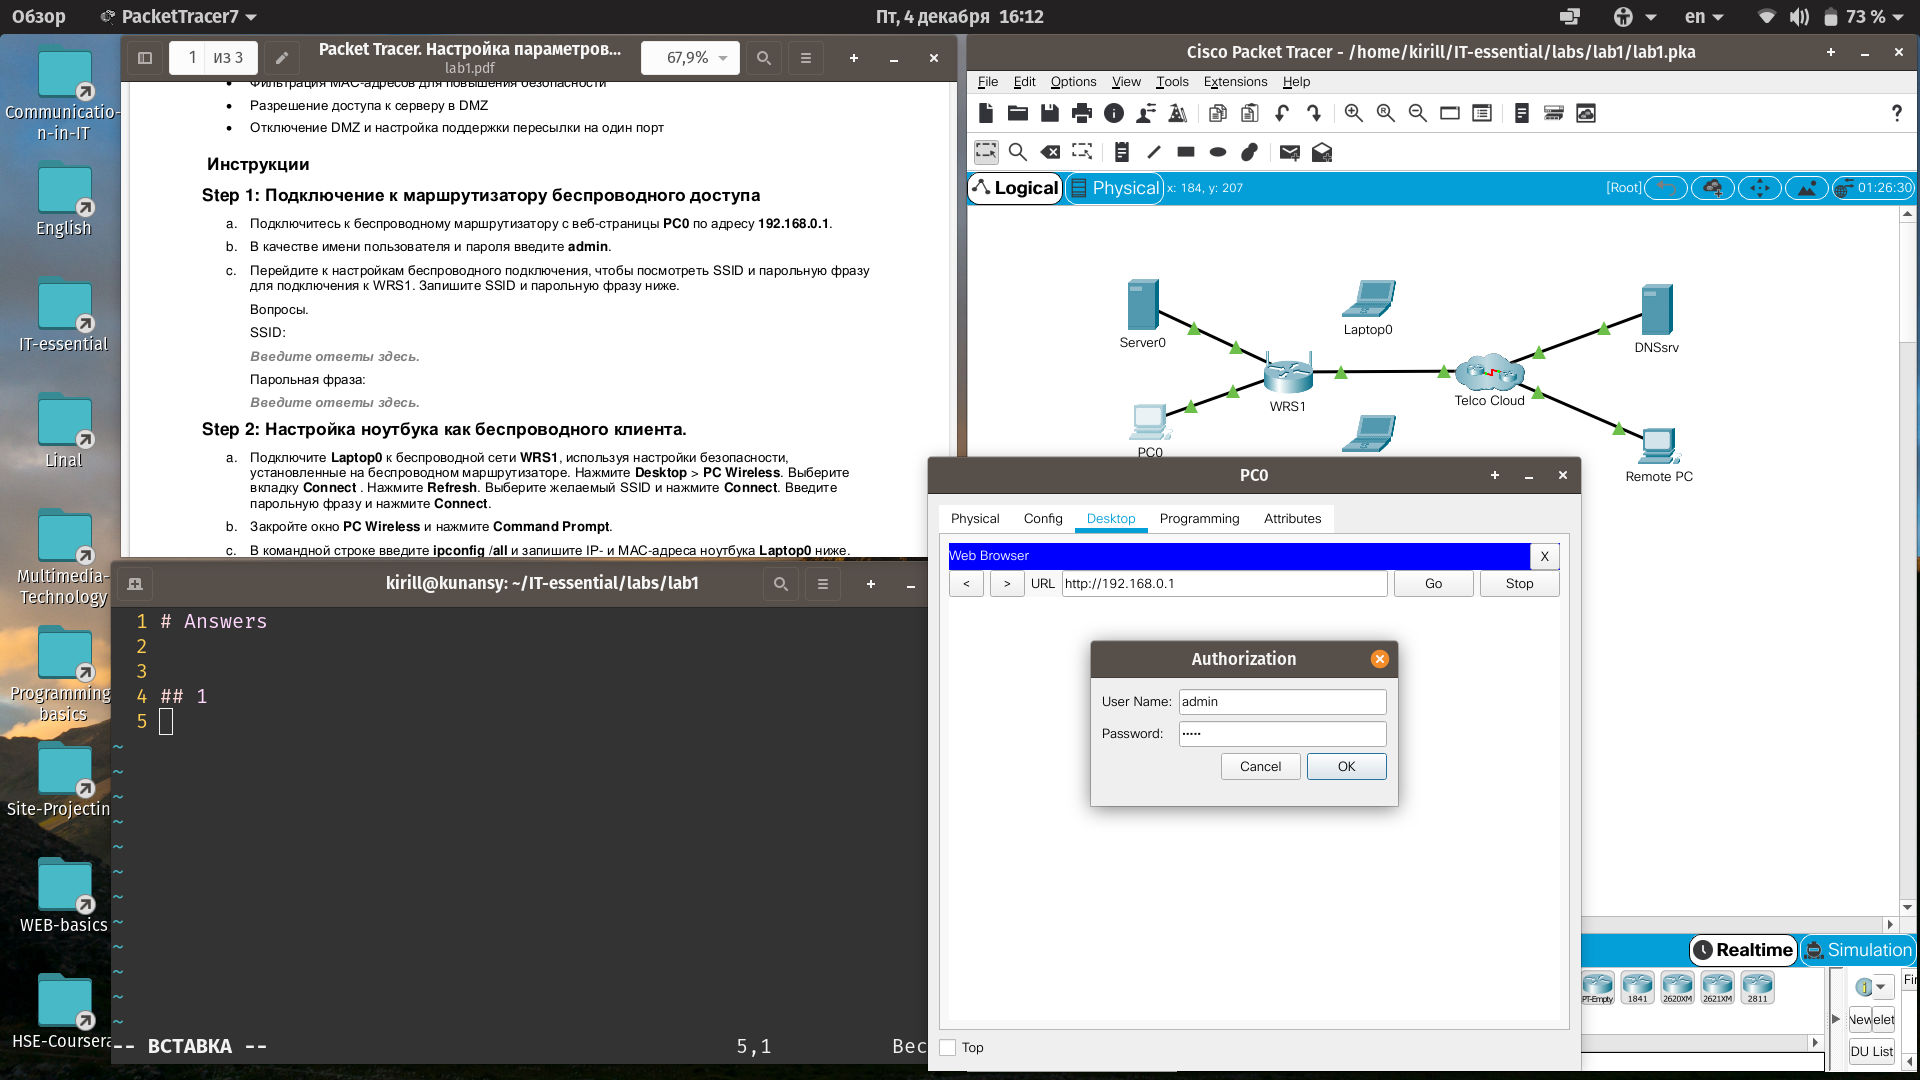 Обзор
PacketTracer7
Пт, 4 декабря 16:12
en
73 %
Communicatio-
n-in-IT
English
IT-essential
Linal
Multimedia-
Technology
Programming-
basics
Site-Projectin
WEB-basics
HSE-Coursera
1 из 3
Packet Tracer. Настройка параметров...
lab1.pdf
67,9%
Фильтрация MAC-адресов для повышения безопасности
• Разрешение доступа к серверу в DMZ
• Отключение DMZ и настройка поддержки пересылки на один порт
Инструкции
Step 1: Подключение к маршрутизатору беспроводного доступа
a. Подключитесь к беспроводному маршрутизатору с веб-страницы PC0 по адресу 192.168.0.1.
b. В качестве имени пользователя и пароля введите admin.
c. Перейдите к настройкам беспроводного подключения, чтобы посмотреть SSID и парольную фразу
для подключения к WRS1. Запишите SSID и парольную фразу ниже.
Вопросы.
SSID:
Введите ответы здесь.
Парольная фраза:
Введите ответы здесь.
Step 2: Настройка ноутбука как беспроводного клиента.
a. Подключите Laptop0 к беспроводной сети WRS1, используя настройки безопасности,
установленные на беспроводном маршрутизаторе. Нажмите Desktop > PC Wireless. Выберите
вкладку Connect . Нажмите Refresh. Выберите желаемый SSID и нажмите Connect. Введите
парольную фразу и нажмите Connect.
b. Закройте окно PC Wireless и нажмите Command Prompt.
c. В командной строке введите ipconfig /all и запишите IP- и MAC-адреса ноутбука Laptop0 ниже.
kirill@kunansy: ~/IT-essential/labs/lab1
1 # Answers
2
3
4 ## 1
5
~
~
~
~
~
~
~
~
~
~
~
~
-- ВСТАВКА -- 5,1 Вес
Cisco Packet Tracer - /home/kirill/IT-essential/labs/lab1/lab1.pka
File Edit Options View Tools Extensions Help
Logical Physical x: 184, y: 207 [Root] 01:26:30
Server0
Laptop0
DNSsrv
WRS1
Telco Cloud
PC0
Remote PC
PC0
Physical Config Desktop Programming Attributes
Web Browser X
< > URL http://192.168.0.1 Go Stop
Authorization
User Name: admin
Password: •••••
Cancel OK
Top
Realtime Simulation
PT-Empty 1841 2620XM 2621XM 2811
Fir
New elet
DU List